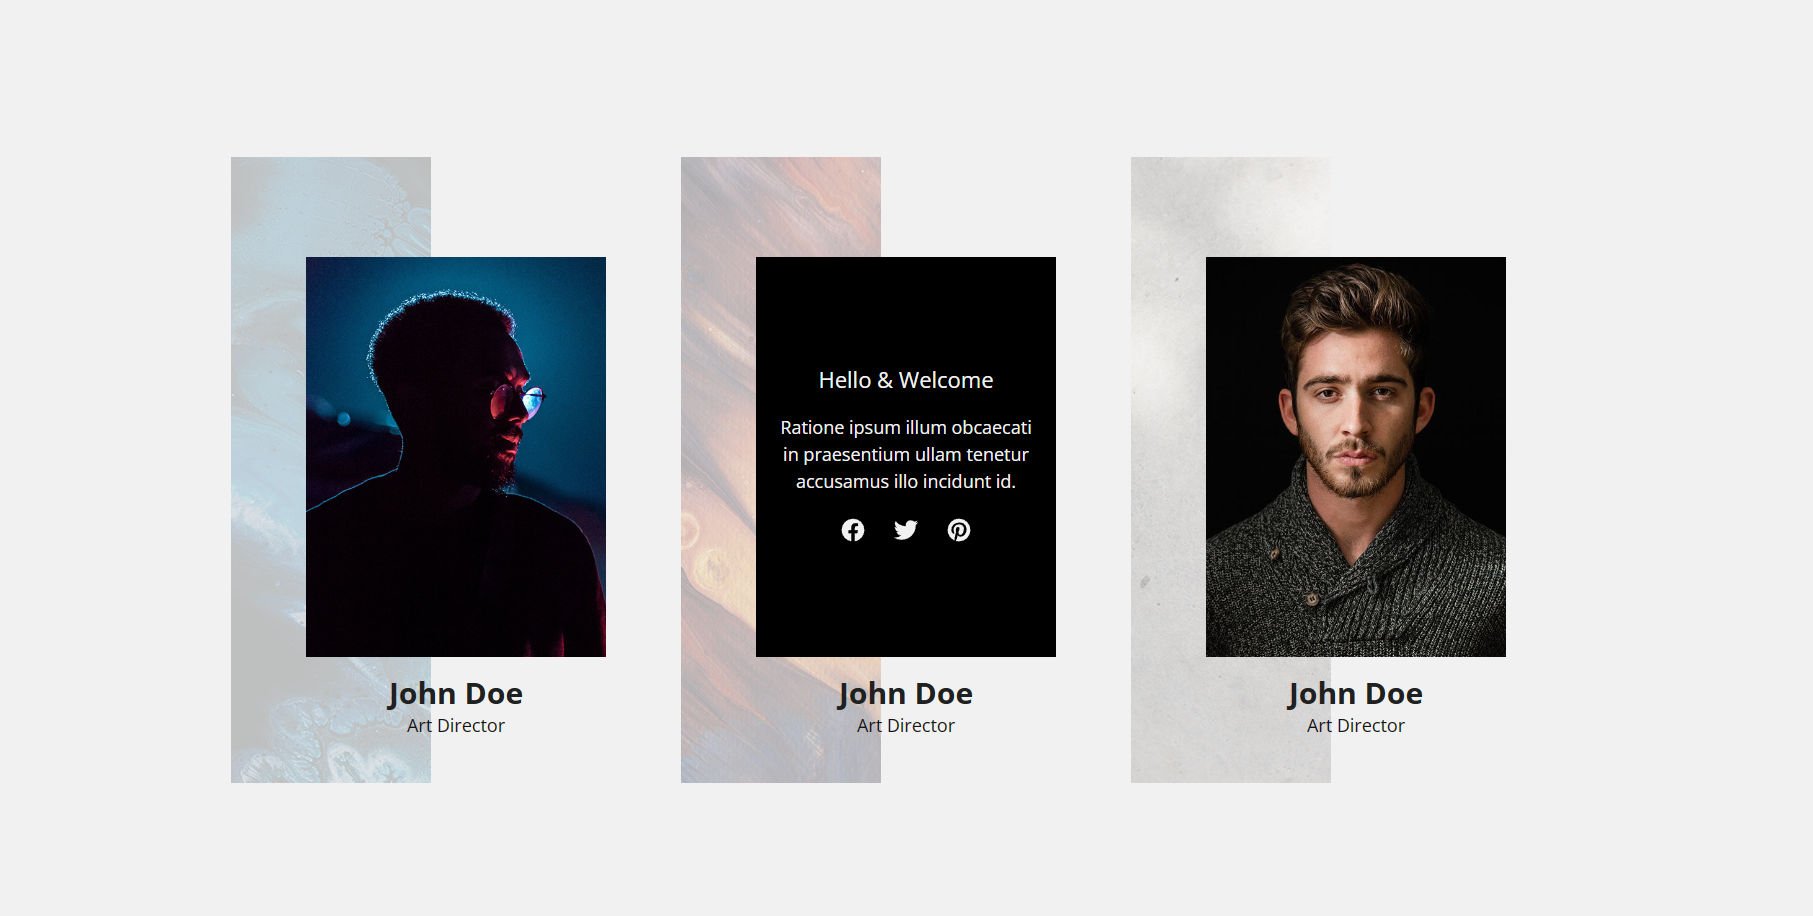 Hello & Welcome
Ratione ipsum illum obcaecati
in praesentium ullam tenetur
accusamus illo incidunt id.
John Doe
Art Director
John Doe
Art Director
John Doe
Art Director